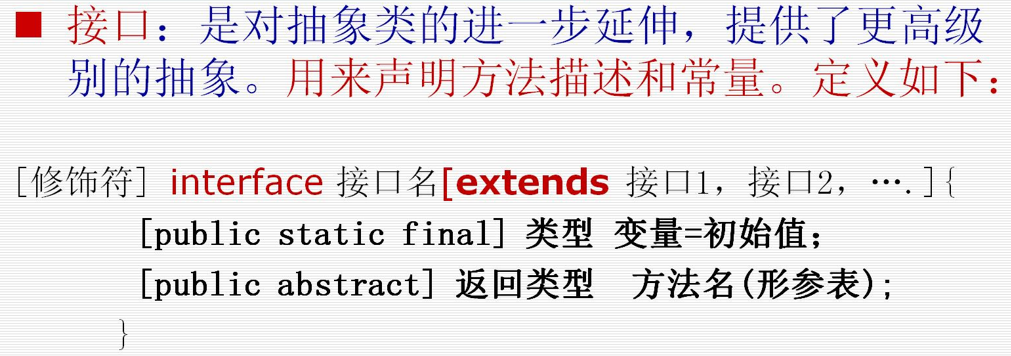 ■ 接口：是对抽象类的进一步延伸，提供了更高级
别的抽象。用来声明方法描述和常量。定义如下：
[修饰符] interface 接口名[extends 接口1，接口2，….]{
[public static final] 类型 变量=初始值；
[public abstract] 返回类型 方法名(形参表)；
}